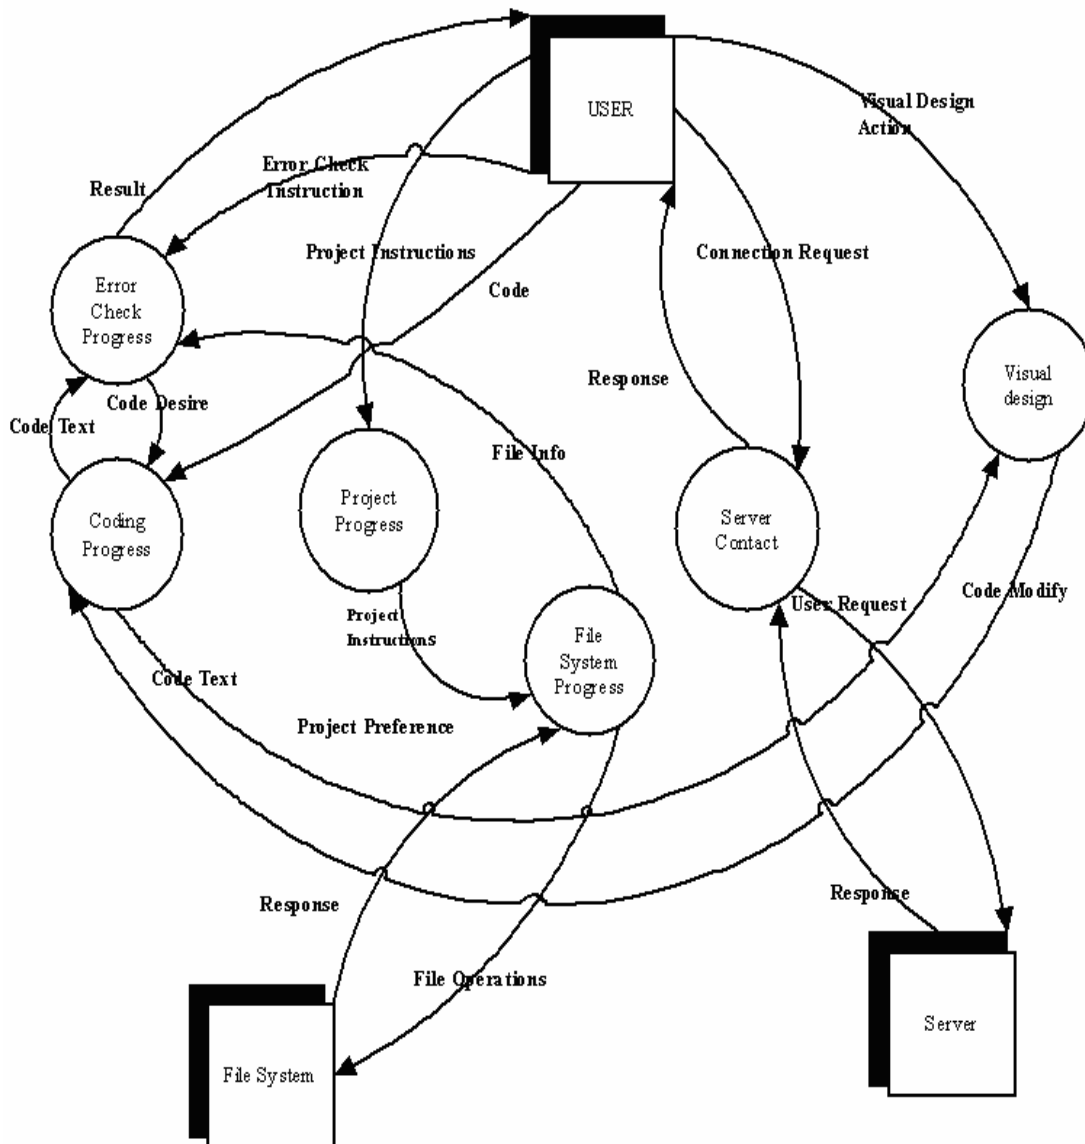 USER
Visual Design
Action
Error Check
Instruction
Result
Project Instructions
Connection Request
Code
Error
Check
Progress
Response
Visual
design
Code Desire
Code Text
File Info
Project
Progress
Coding
Progress
Server
Contact
Code Modify
User Request
Project
Instructions
File
System
Progress
Code Text
Project Preference
Response
Response
File Operations
Server
File System